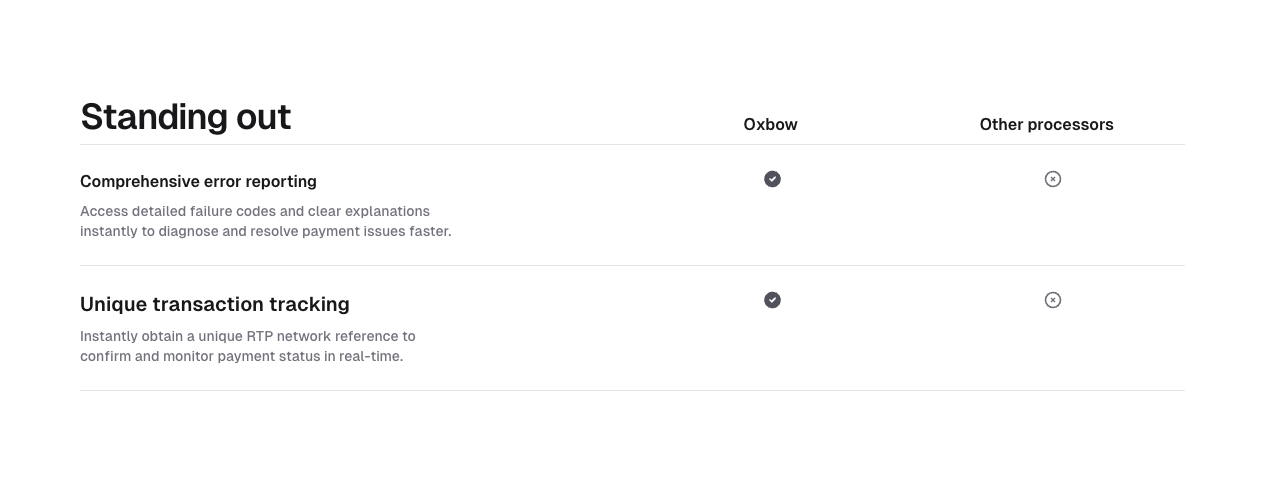 Standing out
Oxbow
Other processors
Comprehensive error reporting
Access detailed failure codes and clear explanations
instantly to diagnose and resolve payment issues faster.
Unique transaction tracking
Instantly obtain a unique RTP network reference to
confirm and monitor payment status in real-time.